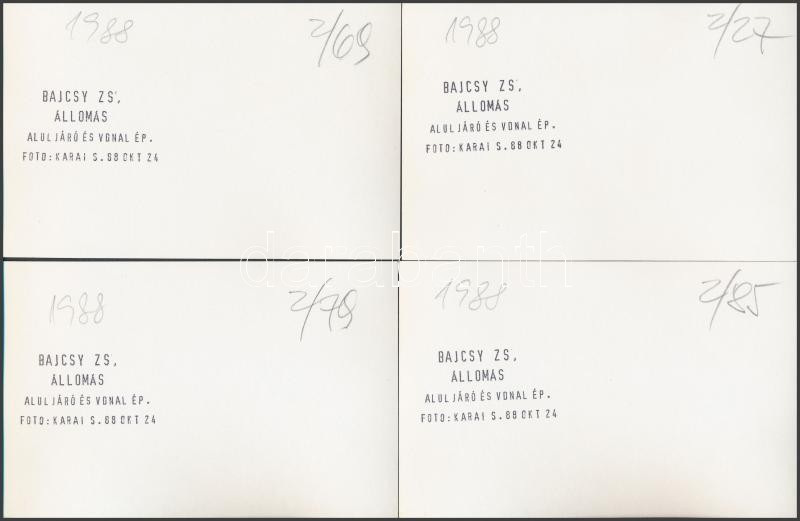 1988
2/69
BAJCSY ZS,
ÁLLOMÁS
ALULJÁRÓ ÉS VONAL ÉP.
FOTO: KARAI S. 88 OKT 24
1988
2/27
BAJCSY ZS,
ÁLLOMÁS
ALULJÁRÓ ÉS VONAL ÉP.
FOTO: KARAI S. 88 OKT 24
darabanth
1988
2/79
BAJCSY ZS,
ÁLLOMÁS
ALULJÁRÓ ÉS VONAL ÉP.
FOTO: KARAI S. 88 OKT 24
1988
2/85
BAJCSY ZS,
ÁLLOMÁS
ALULJÁRÓ ÉS VONAL ÉP.
FOTO: KARAI S. 88 OKT 24